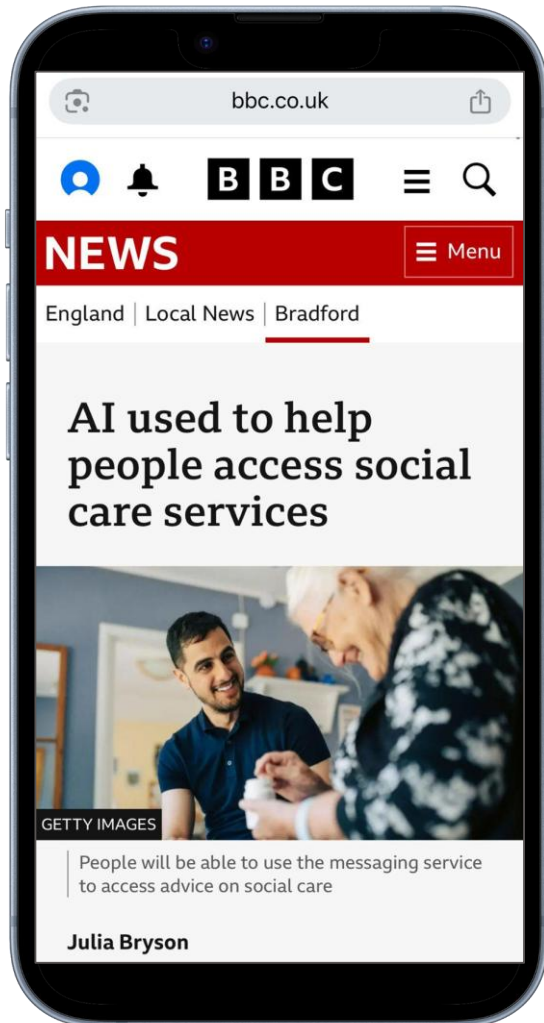 bbc.co.uk
BBC
NEWS
Menu
England | Local News | Bradford
AI used to help
people access social
care services
GETTY IMAGES
People will be able to use the messaging service
to access advice on social care
Julia Bryson